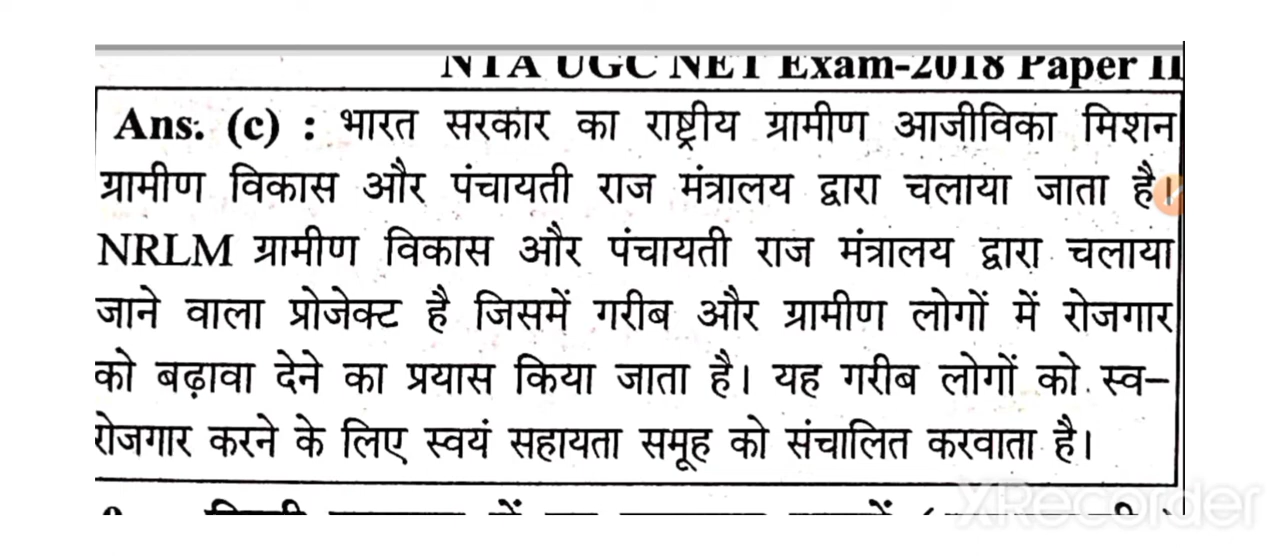 NTA UGC NET Exam-2018 Paper II
Ans. (c) : भारत सरकार का राष्ट्रीय ग्रामीण आजीविका मिशन
ग्रामीण विकास और पंचायती राज मंत्रालय द्वारा चलाया जाता है।
NRLM ग्रामीण विकास और पंचायती राज मंत्रालय द्वारा चलाया
जाने वाला प्रोजेक्ट है जिसमें गरीब और ग्रामीण लोगों में रोजगार
को बढ़ावा देने का प्रयास किया जाता है। यह गरीब लोगों को स्व–
रोजगार करने के लिए स्वयं सहायता समूह को संचालित करवाता है।
XRecorder